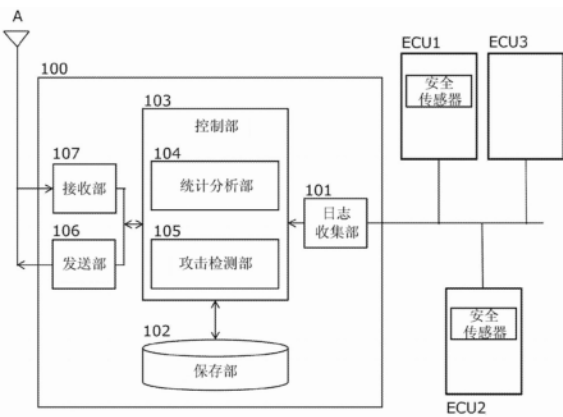 A
ECU1
ECU3
100
安全
传感器
103
控制部
107
接收部
104
统计分析部
101
日志
收集部
106
发送部
105
攻击检测部
102
保存部
安全
传感器
ECU2